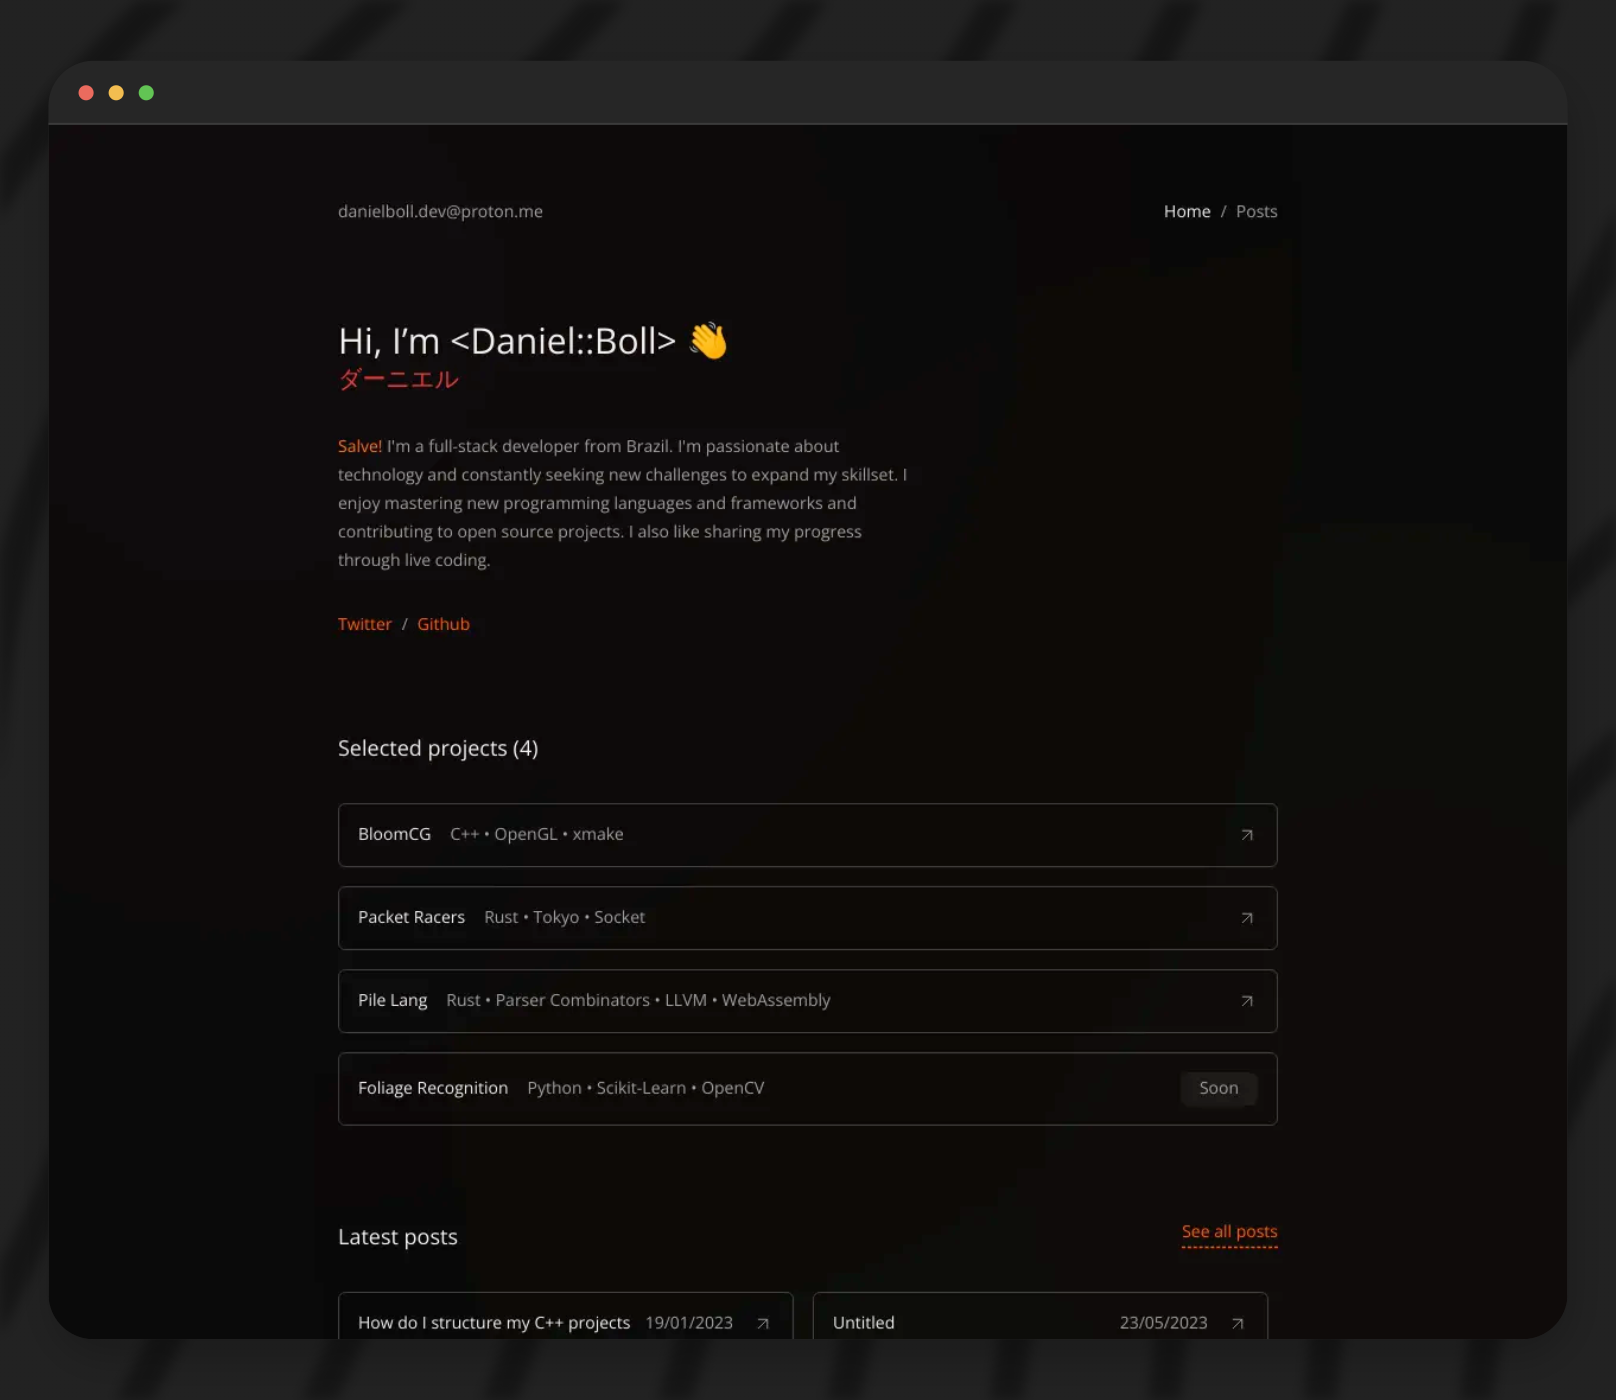 danielboll.dev@proton.me
Home / Posts
Hi, I’m <Daniel::Boll> 👋
ダーニエル
Salve! I'm a full-stack developer from Brazil. I'm passionate about
technology and constantly seeking new challenges to expand my skillset. I
enjoy mastering new programming languages and frameworks and
contributing to open source projects. I also like sharing my progress
through live coding.
Twitter / Github
Selected projects (4)
BloomCG C++ • OpenGL • xmake
Packet Racers Rust • Tokyo • Socket
Pile Lang Rust • Parser Combinators • LLVM • WebAssembly
Foliage Recognition Python • Scikit-Learn • OpenCV Soon
Latest posts
See all posts
How do I structure my C++ projects 19/01/2023
Untitled 23/05/2023